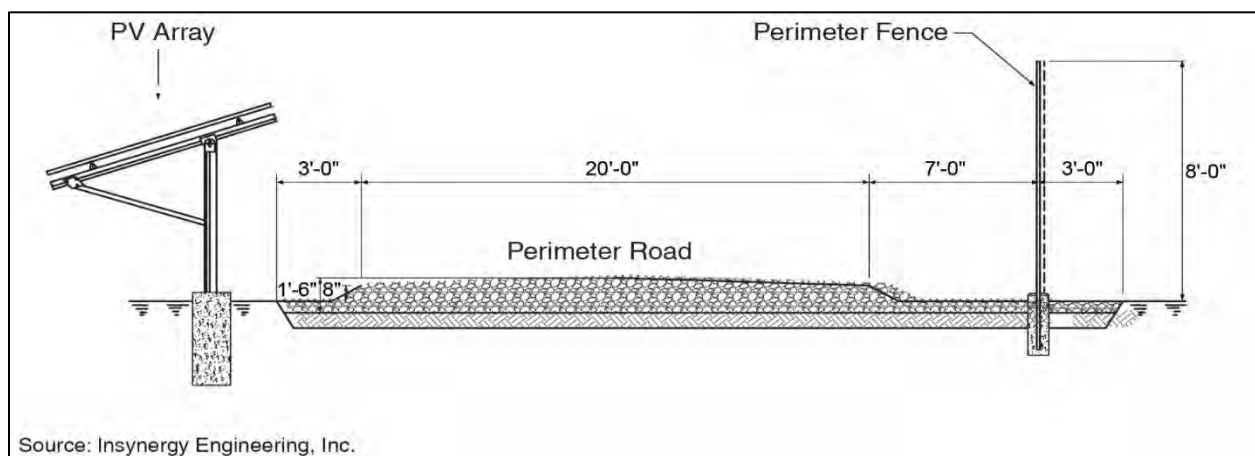 PV Array
Perimeter Fence
3'-0"
20'-0"
7'-0"
3'-0"
8'-0"
Perimeter Road
1'-6"
8"
Source: Insynergy Engineering, Inc.